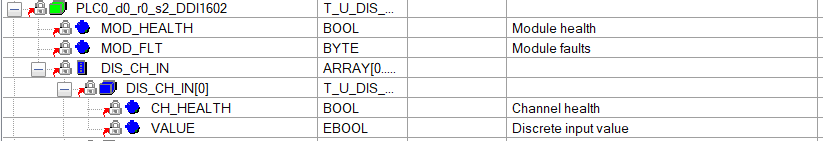 PLC0_d0_r0_s2_DDI1602 T_U_DIS_...
MOD_HEALTH BOOL Module health
MOD_FLT BYTE Module faults
DIS_CH_IN ARRAY[0.....
DIS_CH_IN[0] T_U_DIS_...
CH_HEALTH BOOL Channel health
VALUE EBOOL Discrete input value